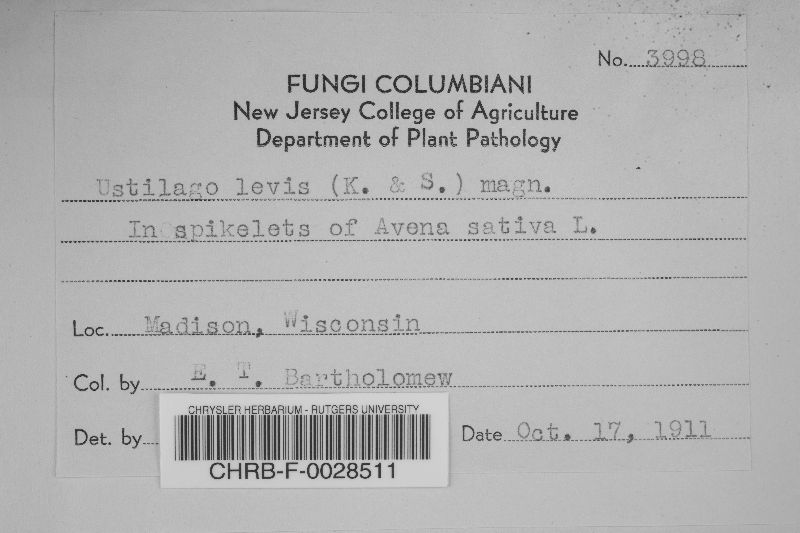 No. 3998
FUNGI COLUMBIANI
New Jersey College of Agriculture
Department of Plant Pathology
Ustilago levis (K. & S.) magn.
In spikelets of Avena sativa L.
Loc. Madison, Wisconsin
Col. by E. T. Bartholomew
Det. by
Date Oct. 17, 1911
CHRYSLER HERBARIUM - RUTGERS UNIVERSITY
CHRB-F-0028511